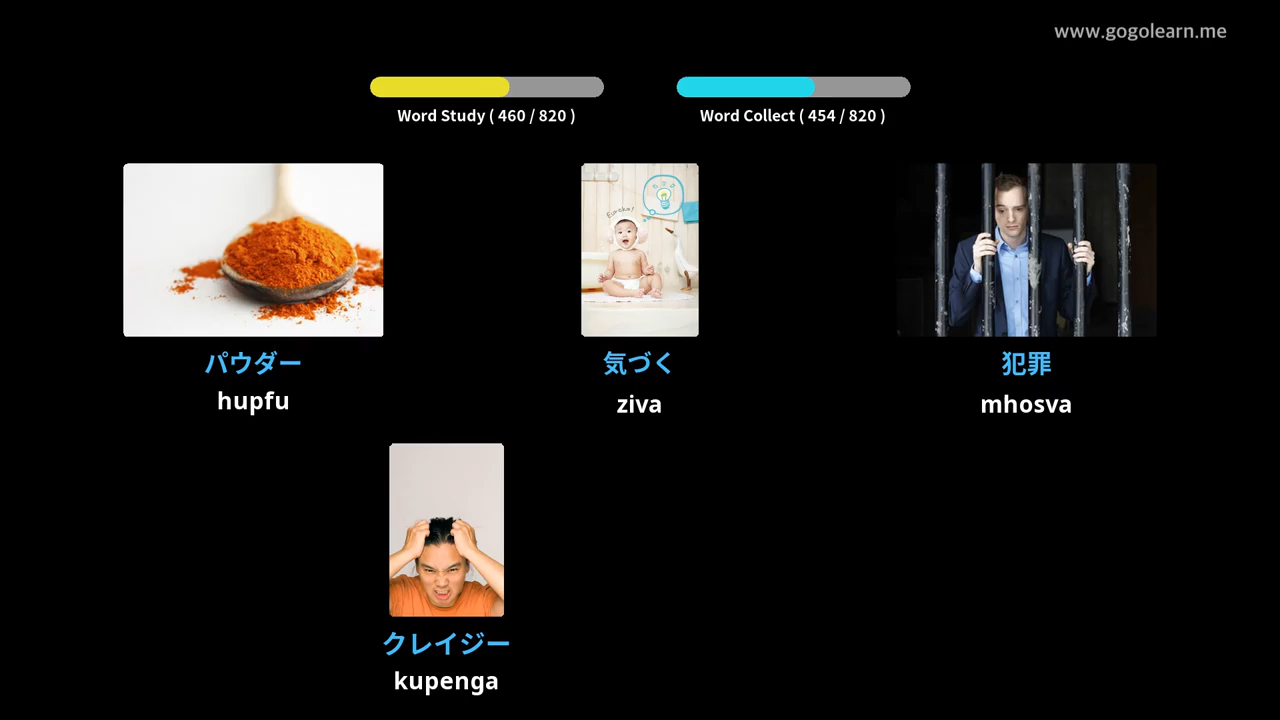 www.gogolearn.me
Word Study ( 460 / 820 )
Word Collect ( 454 / 820 )
Eureka!
パウダー
気づく
犯罪
hupfu
ziva
mhosva
クレイジー
kupenga